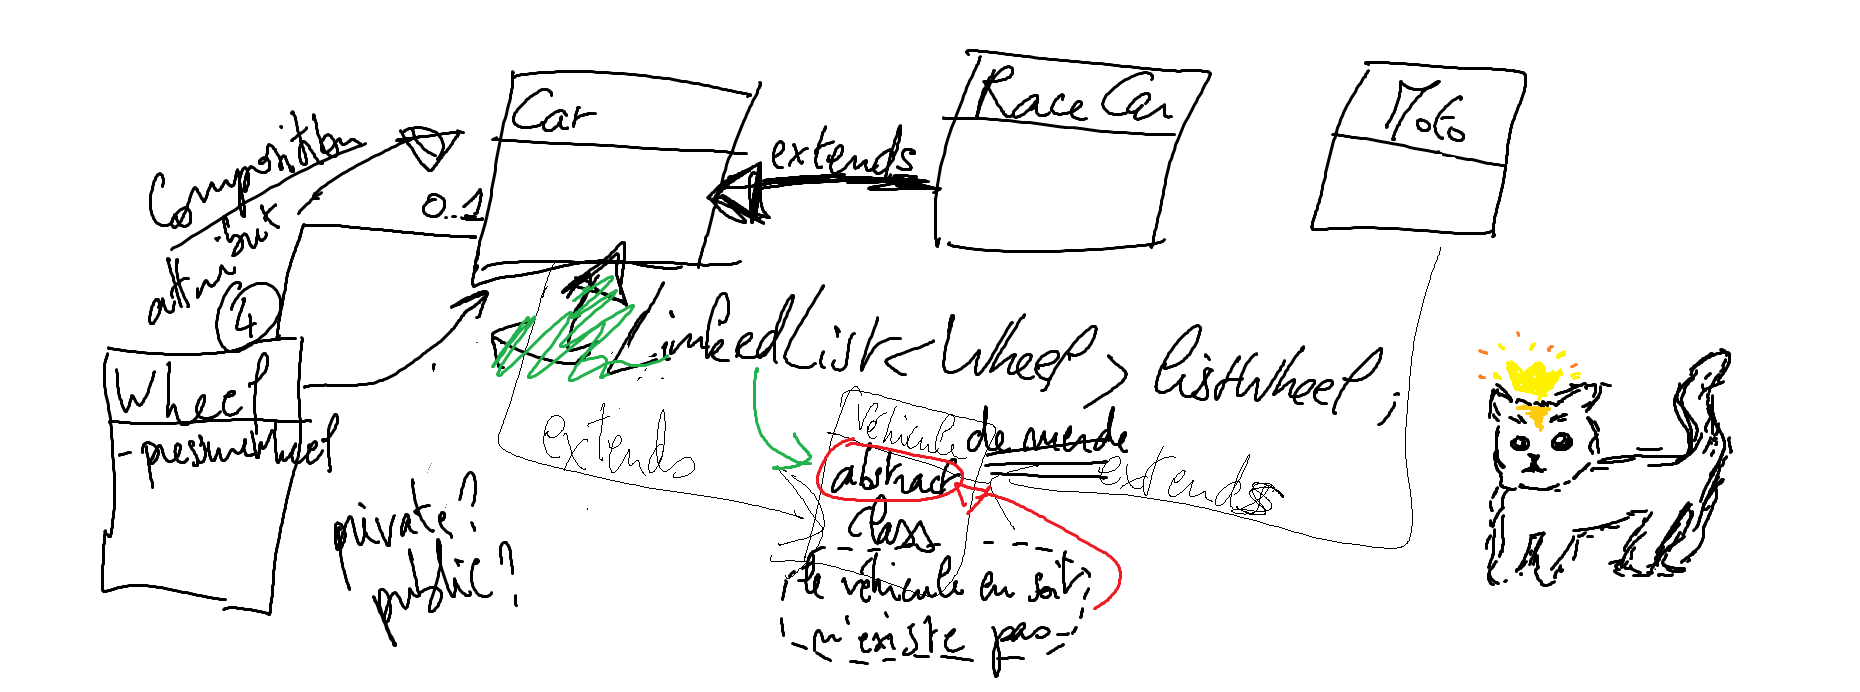 Car
Race Car
Moto
extends
Composition
attribut
0..1
4
LinkedList<Wheel> listWheel;
Wheel
-pressureWheel
private?
public?
extends
Véhicule de merde
abstract
class
extends
le véhicule en soit
n'existe pas